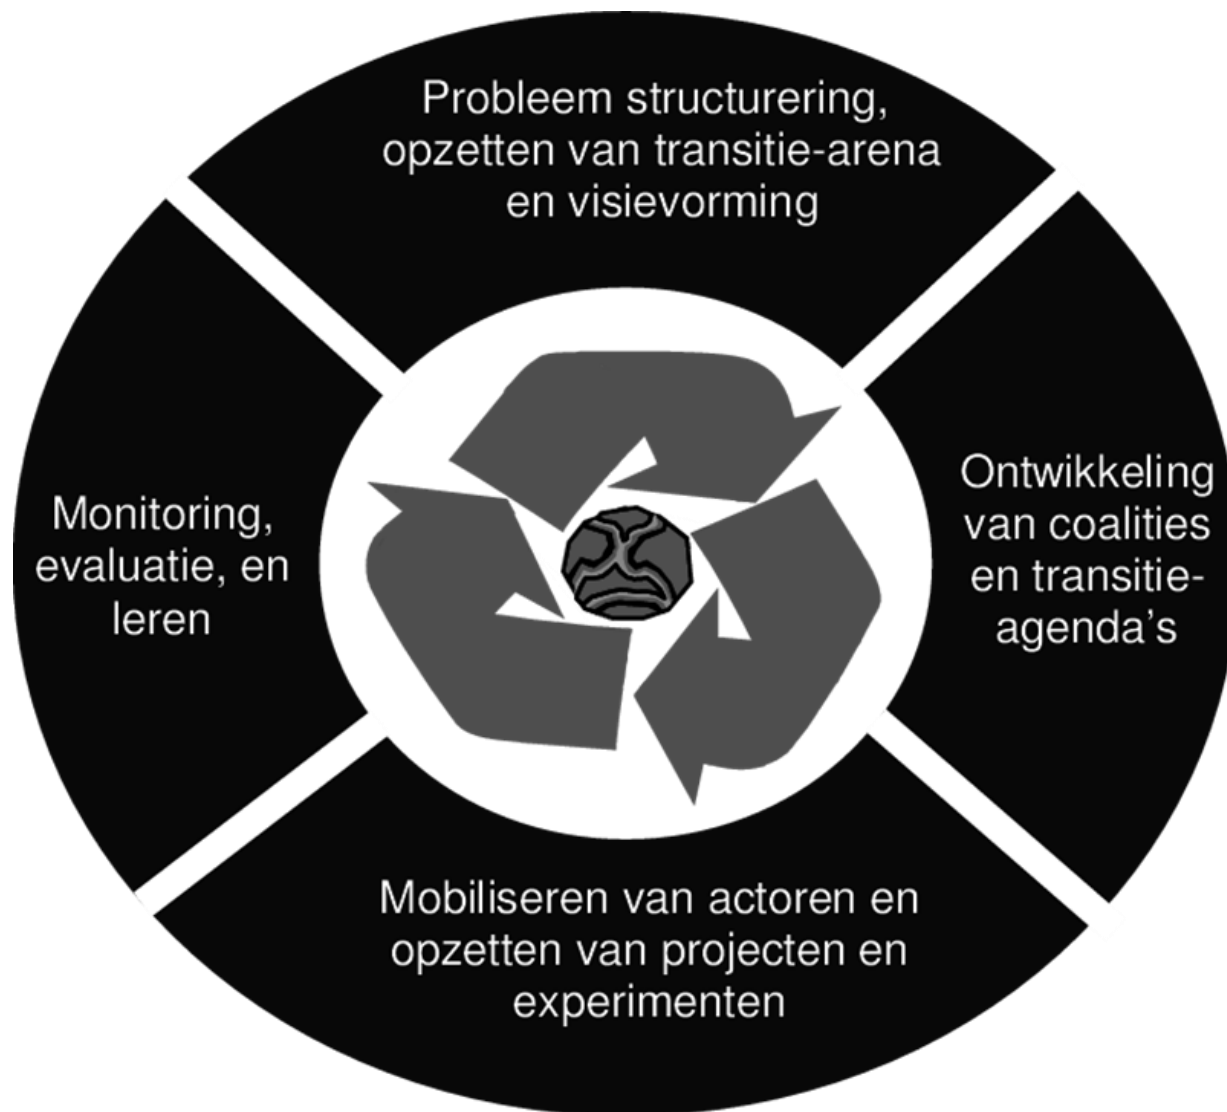 Probleem structurering,
opzetten van transitie-arena
en visievorming
Ontwikkeling
van coalities
en transitie-
agenda's
Mobiliseren van actoren en
opzetten van projecten en
experimenten
Monitoring,
evaluatie, en
leren